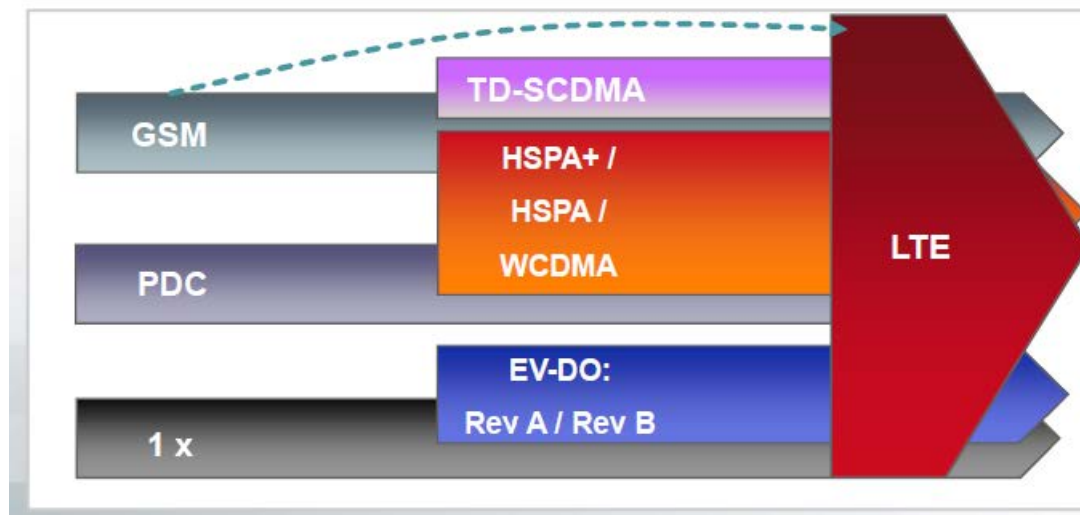 TD-SCDMA
GSM
HSPA+ /
HSPA /
WCDMA
LTE
PDC
EV-DO:
Rev A / Rev B
1 x